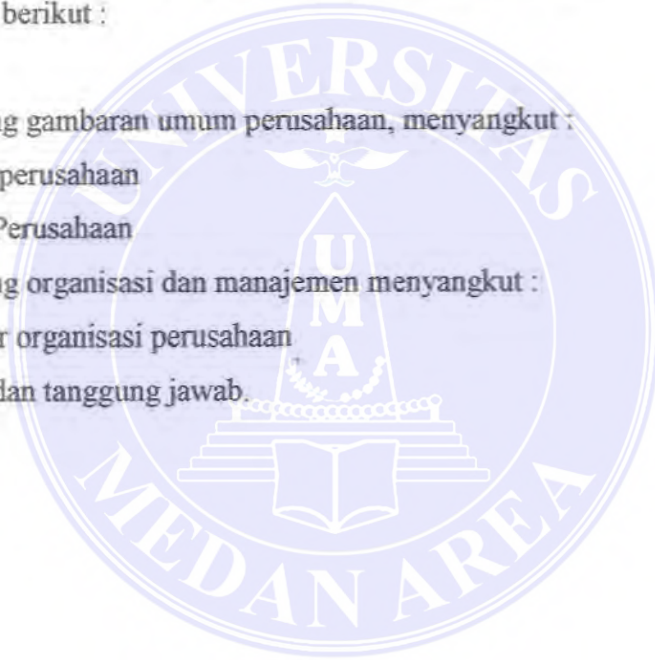 berikut :
g gambaran umum perusahaan, menyangkut :
perusahaan
Perusahaan
g organisasi dan manajemen menyangkut :
r organisasi perusahaan
dan tanggung jawab.
UNIVERSITAS
UMA
MEDAN AREA